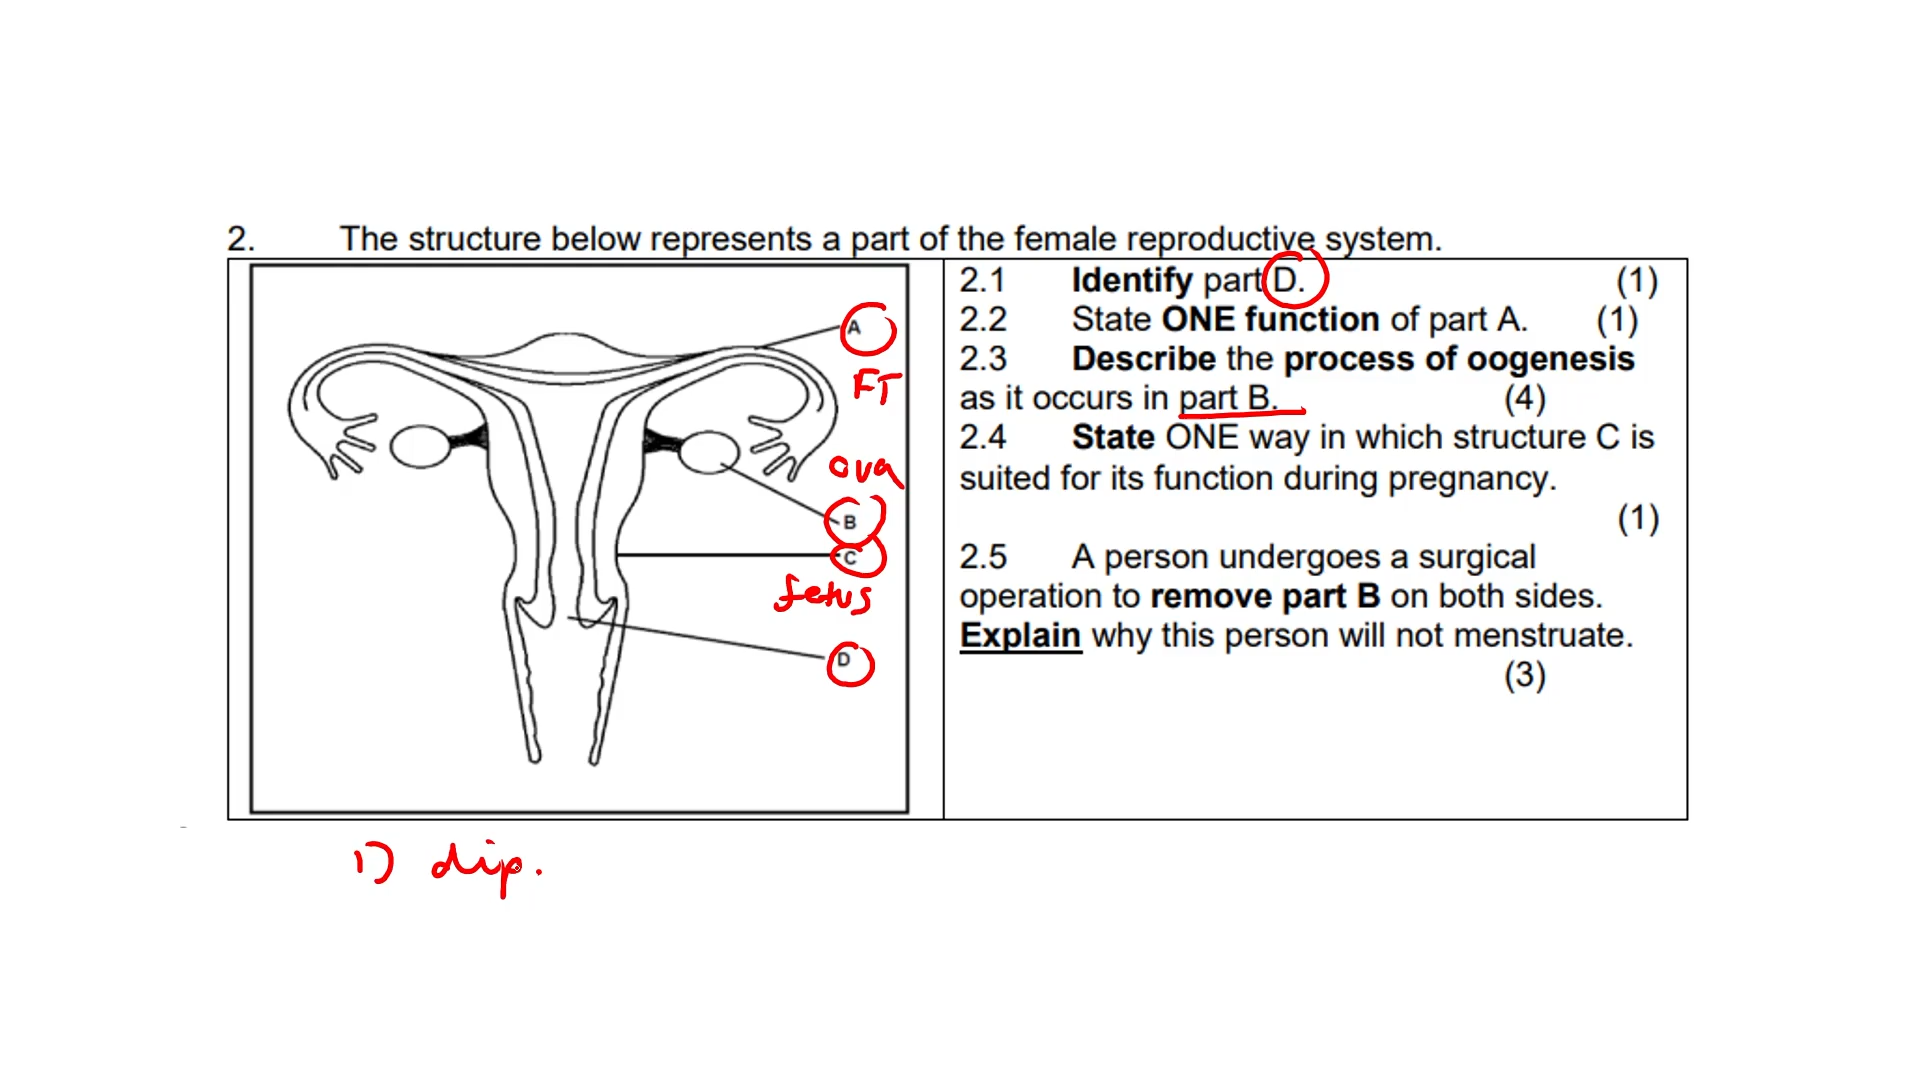 2. The structure below represents a part of the female reproductive system.
A
FT
ova
B
C
fetus
D
2.1 Identify part D. (1)
2.2 State ONE function of part A. (1)
2.3 Describe the process of oogenesis
as it occurs in part B. (4)
2.4 State ONE way in which structure C is
suited for its function during pregnancy.
(1)
2.5 A person undergoes a surgical
operation to remove part B on both sides.
Explain why this person will not menstruate.
(3)
1) dip.